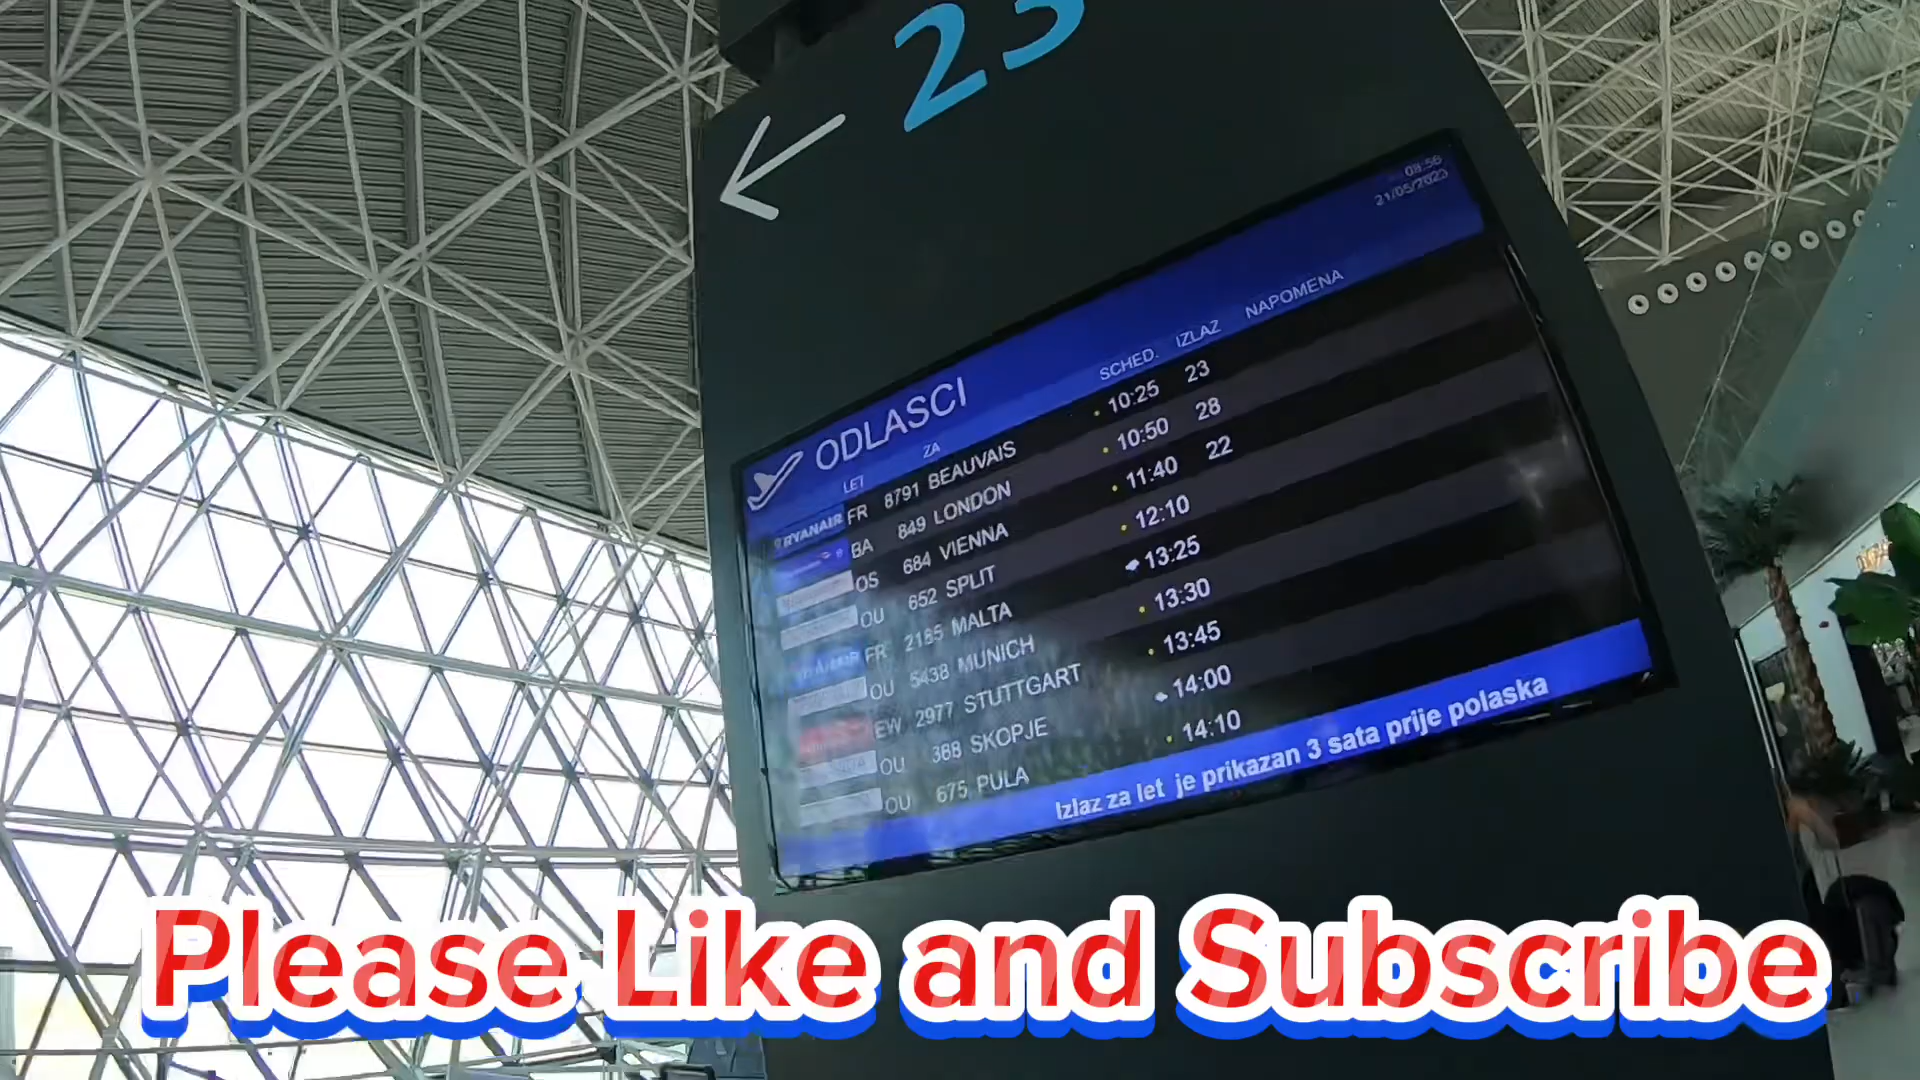 23
08:56
21/05/2023
ODLASCI
LET ZA SCHED. IZLAZ NAPOMENA
RYANAIR FR 8791 BEAUVAIS 10:25 23
BA 849 LONDON 10:50 28
OS 684 VIENNA 11:40 22
OU 652 SPLIT 12:10
FR 2185 MALTA 13:25
OU 5438 MUNICH 13:30
EW 2977 STUTTGART 13:45
OU 368 SKOPJE 14:00
OU 675 PULA 14:10
Izlaz za let je prikazan 3 sata prije polaska
Please Like and Subscribe